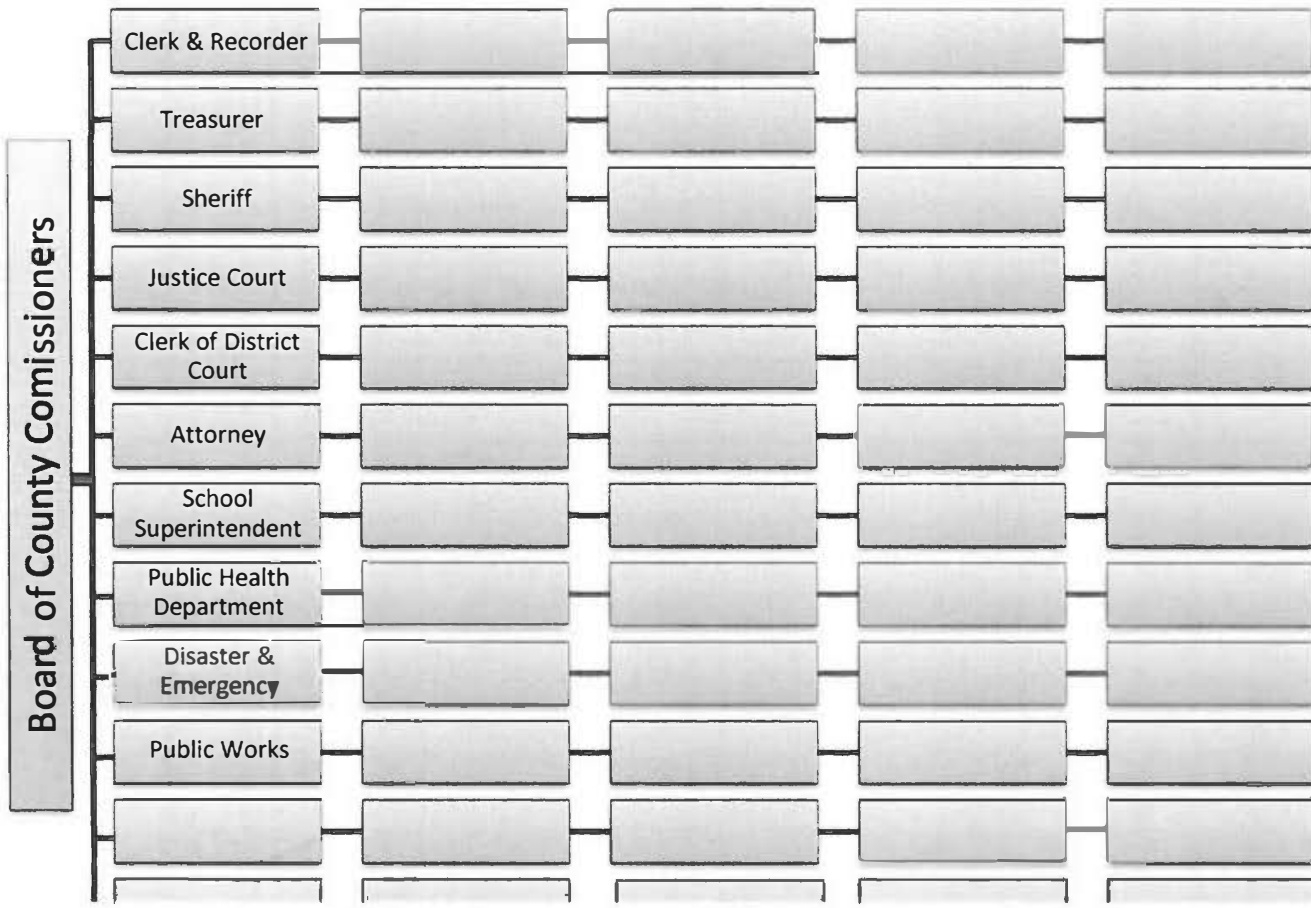 Board of County Comissioners
Clerk & Recorder
Treasurer
Sheriff
Justice Court
Clerk of District
Court
Attorney
School
Superintendent
Public Health
Department
Disaster &
Emergency
Public Works